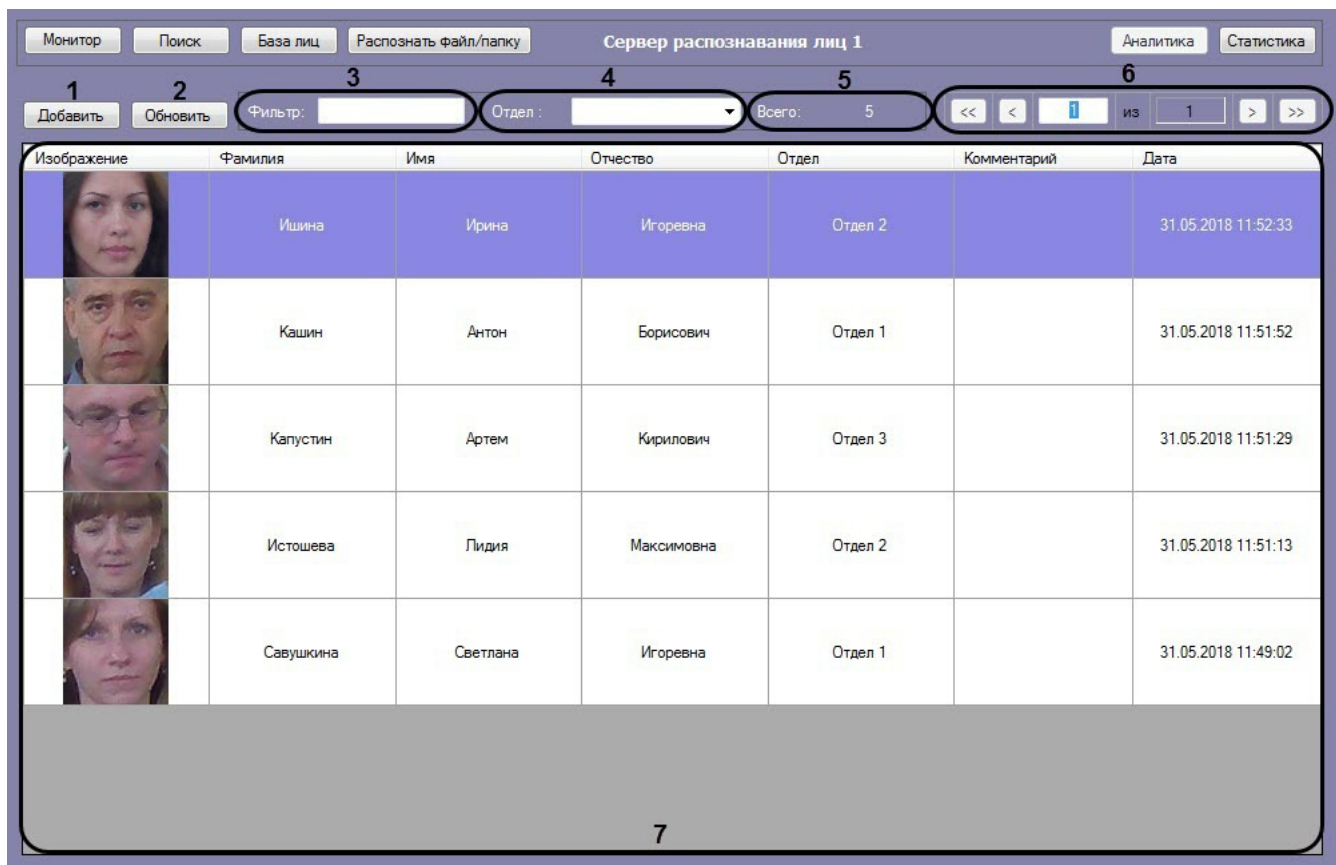 Монитор Поиск База лиц Распознать файл/папку Сервер распознавания лиц 1 Аналитика Статистика
1 2 3 4 5 6
Добавить Обновить Фильтр: Отдел : Всего: 5 << < 1 из 1 > >>
Изображение Фамилия Имя Отчество Отдел Комментарий Дата
Ишина Ирина Игоревна Отдел 2 31.05.2018 11:52:33
Кашин Антон Борисович Отдел 1 31.05.2018 11:51:52
Капустин Артем Кирилович Отдел 3 31.05.2018 11:51:29
Истошева Лидия Максимовна Отдел 2 31.05.2018 11:51:13
Савушкина Светлана Игоревна Отдел 1 31.05.2018 11:49:02
7